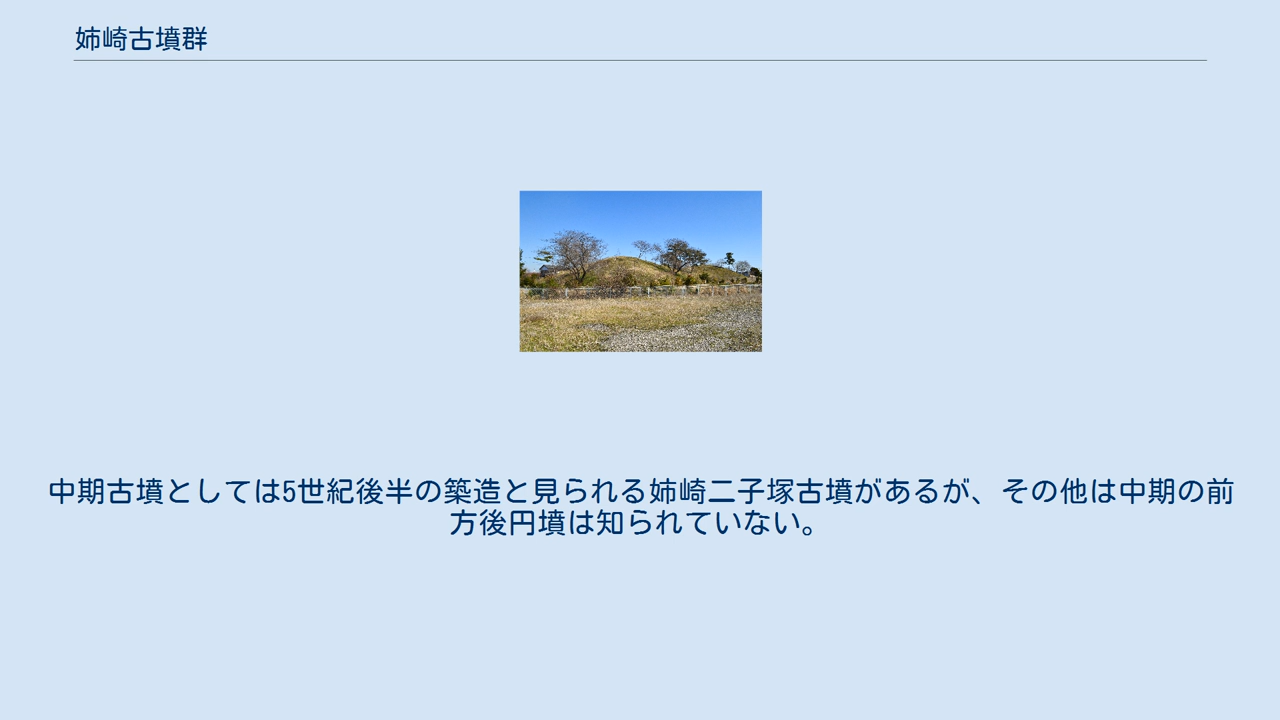 姉崎古墳群
中期古墳としては5世紀後半の築造と見られる姉崎二子塚古墳があるが、その他は中期の前
方後円墳は知られていない。